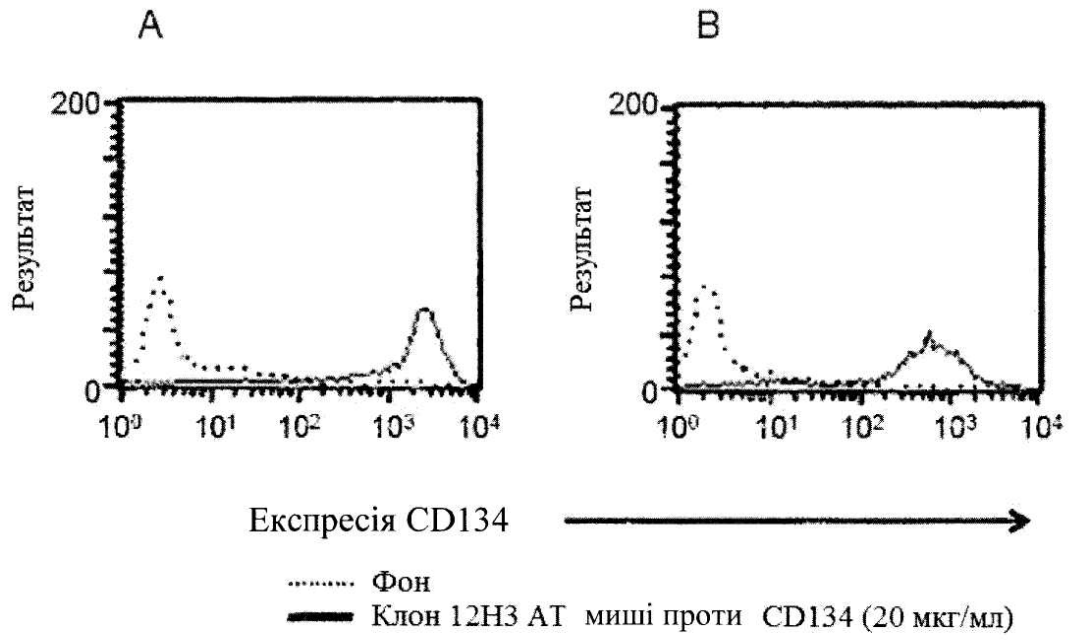 A B
200 200
Результат Результат
0 0
10⁰ 10¹ 10² 10³ 10⁴ 10⁰ 10¹ 10² 10³ 10⁴
Експресія CD134
Фон
Клон 12H3 АТ миші проти CD134 (20 мкг/мл)